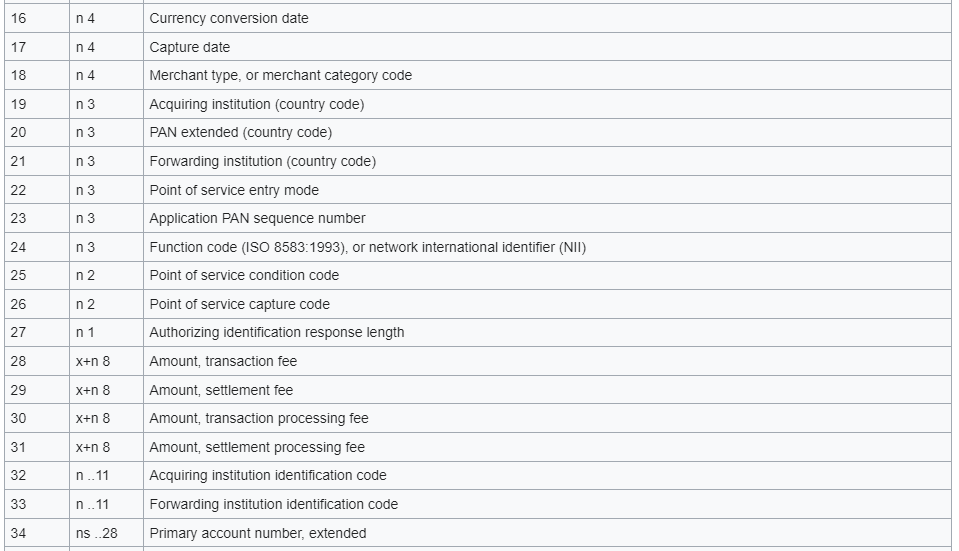 16 n 4 Currency conversion date
17 n 4 Capture date
18 n 4 Merchant type, or merchant category code
19 n 3 Acquiring institution (country code)
20 n 3 PAN extended (country code)
21 n 3 Forwarding institution (country code)
22 n 3 Point of service entry mode
23 n 3 Application PAN sequence number
24 n 3 Function code (ISO 8583:1993), or network international identifier (NII)
25 n 2 Point of service condition code
26 n 2 Point of service capture code
27 n 1 Authorizing identification response length
28 x+n 8 Amount, transaction fee
29 x+n 8 Amount, settlement fee
30 x+n 8 Amount, transaction processing fee
31 x+n 8 Amount, settlement processing fee
32 n ..11 Acquiring institution identification code
33 n ..11 Forwarding institution identification code
34 ns ..28 Primary account number, extended